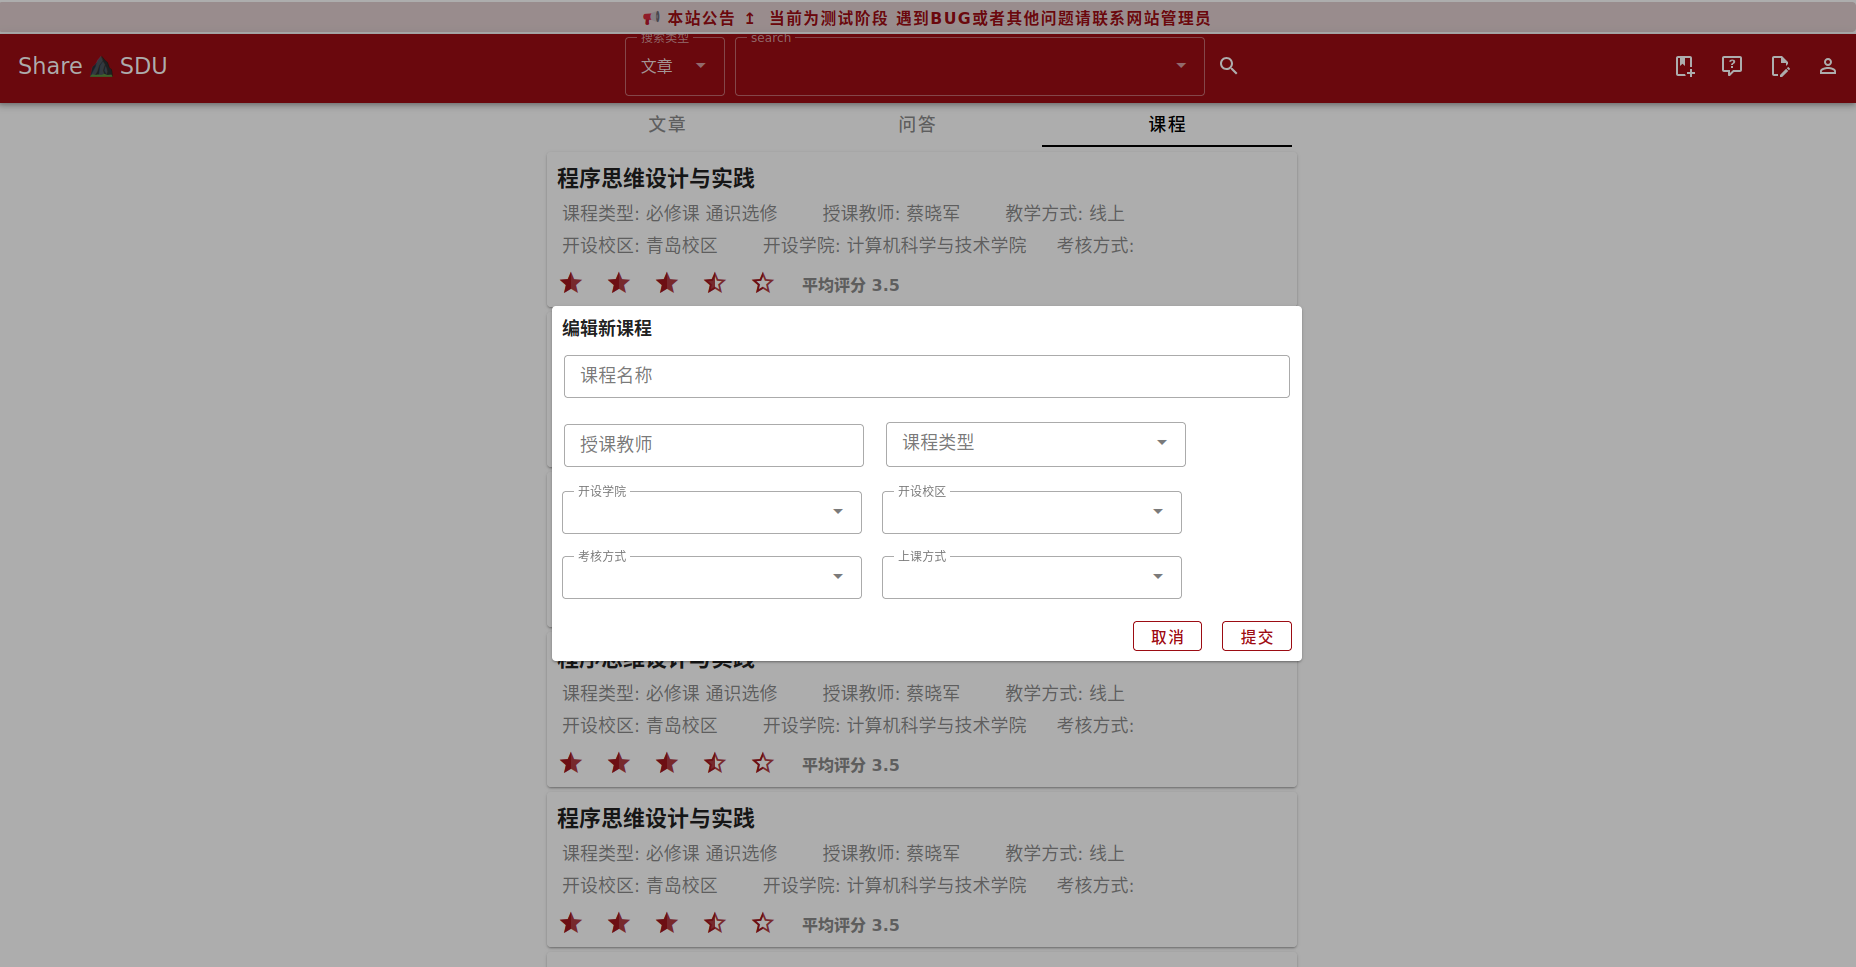 本站公告 ↥ 当前为测试阶段 遇到BUG或者其他问题请联系网站管理员
Share SDU
搜索类型
文章
search
文章 问答 课程
程序思维设计与实践
课程类型: 必修课 通识选修 授课教师: 蔡晓军 教学方式: 线上
开设校区: 青岛校区 开设学院: 计算机科学与技术学院 考核方式:
平均评分 3.5
编辑新课程
课程名称
授课教师 课程类型
开设学院 开设校区
考核方式 上课方式
取消 提交
程序思维设计与实践
课程类型: 必修课 通识选修 授课教师: 蔡晓军 教学方式: 线上
开设校区: 青岛校区 开设学院: 计算机科学与技术学院 考核方式:
平均评分 3.5
程序思维设计与实践
课程类型: 必修课 通识选修 授课教师: 蔡晓军 教学方式: 线上
开设校区: 青岛校区 开设学院: 计算机科学与技术学院 考核方式:
平均评分 3.5